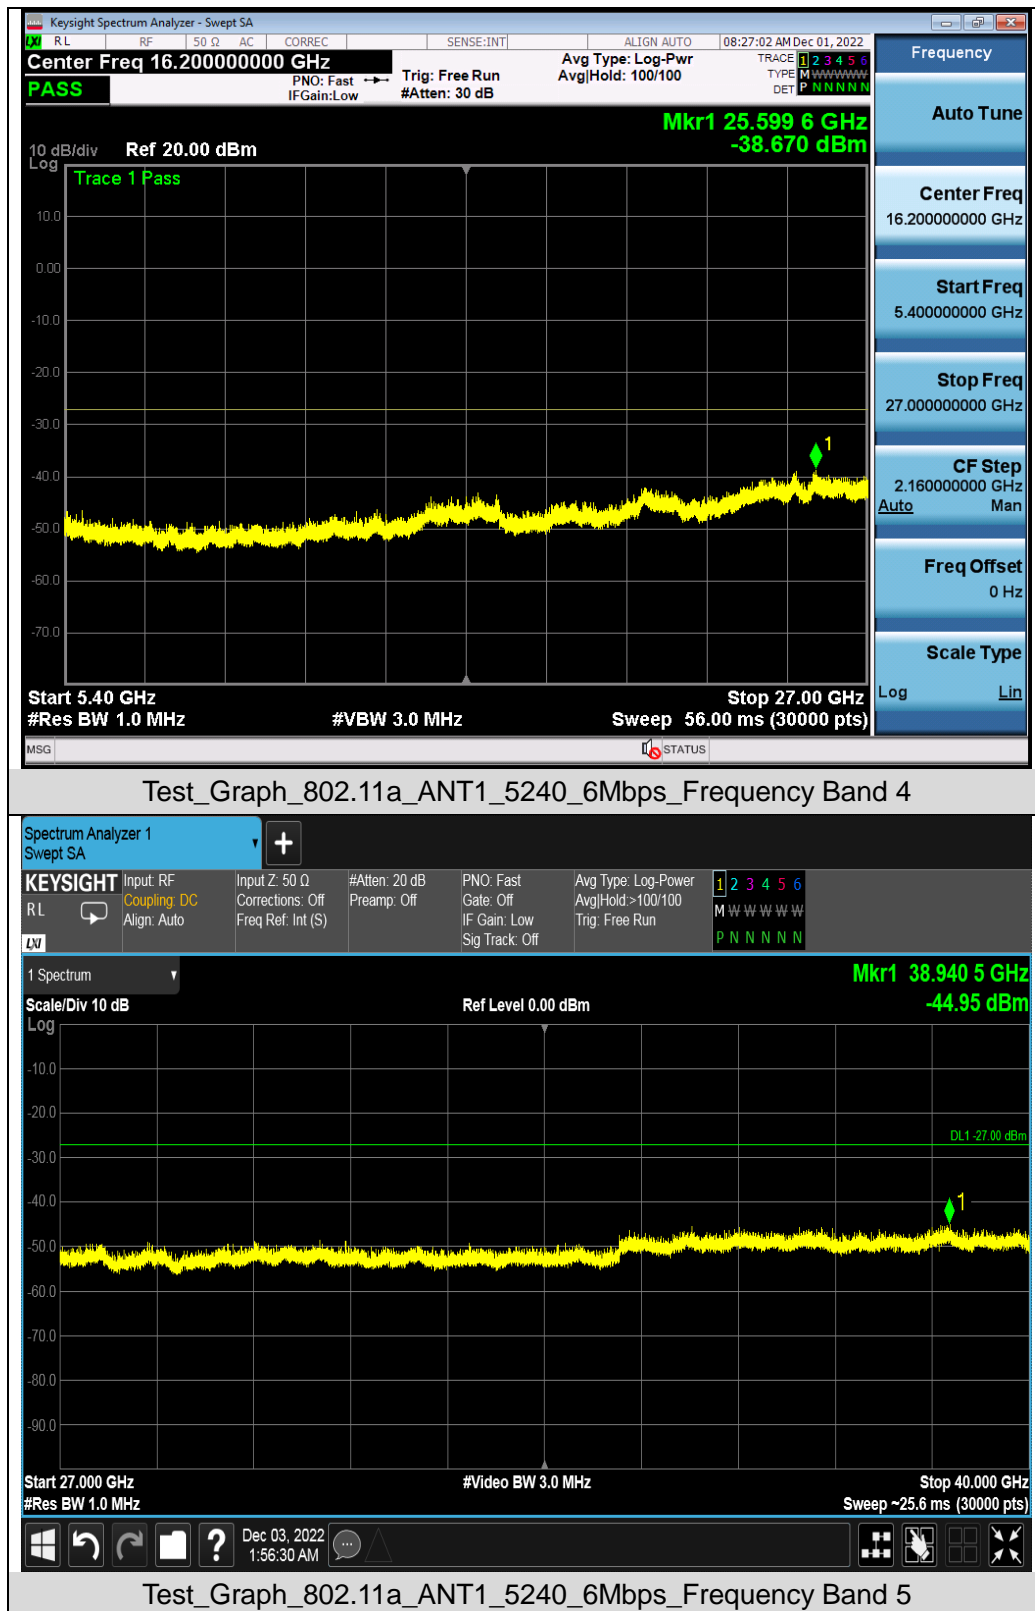 Keysight Spectrum Analyzer - Swept SA
LXI RL RF 50 Ω AC CORREC SENSE:INT ALIGN AUTO 08:27:02 AM Dec 01, 2022
Center Freq 16.200000000 GHz
PASS
PNO: Fast
IFGain:Low
Trig: Free Run
#Atten: 30 dB
Avg Type: Log-Pwr
Avg|Hold: 100/100
TRACE 1 2 3 4 5 6
TYPE M W W W W W
DET P N N N N N
Mkr1 25.599 6 GHz
-38.670 dBm
10 dB/div Ref 20.00 dBm
Log
Trace 1 Pass
10.0
0.00
-10.0
-20.0
-30.0
1
-40.0
-50.0
-60.0
-70.0
Start 5.40 GHz Stop 27.00 GHz
#Res BW 1.0 MHz #VBW 3.0 MHz Sweep 56.00 ms (30000 pts)
MSG STATUS
Frequency
Auto Tune
Center Freq
16.200000000 GHz
Start Freq
5.400000000 GHz
Stop Freq
27.000000000 GHz
CF Step
2.160000000 GHz
Auto Man
Freq Offset
0 Hz
Scale Type
Log Lin
Test_Graph_802.11a_ANT1_5240_6Mbps_Frequency Band 4
Spectrum Analyzer 1
Swept SA
+
KEYSIGHT
RL
LXI
Input: RF
Coupling: DC
Align: Auto
Input Z: 50 Ω
Corrections: Off
Freq Ref: Int (S)
#Atten: 20 dB
Preamp: Off
PNO: Fast
Gate: Off
IF Gain: Low
Sig Track: Off
Avg Type: Log-Power
Avg|Hold:>100/100
Trig: Free Run
1 2 3 4 5 6
M W W W W W
P N N N N N
1 Spectrum
Mkr1 38.940 5 GHz
Scale/Div 10 dB Ref Level 0.00 dBm -44.95 dBm
Log
-10.0
-20.0
DL1 -27.00 dBm
-30.0
-40.0
1
-50.0
-60.0
-70.0
-80.0
-90.0
Start 27.000 GHz #Video BW 3.0 MHz Stop 40.000 GHz
#Res BW 1.0 MHz Sweep ~25.6 ms (30000 pts)
?
Dec 03, 2022
1:56:30 AM
Test_Graph_802.11a_ANT1_5240_6Mbps_Frequency Band 5